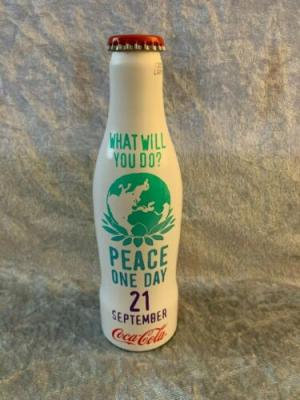 WHAT WILL
YOU DO?
PEACE
ONE DAY
21
SEPTEMBER
Coca-Cola